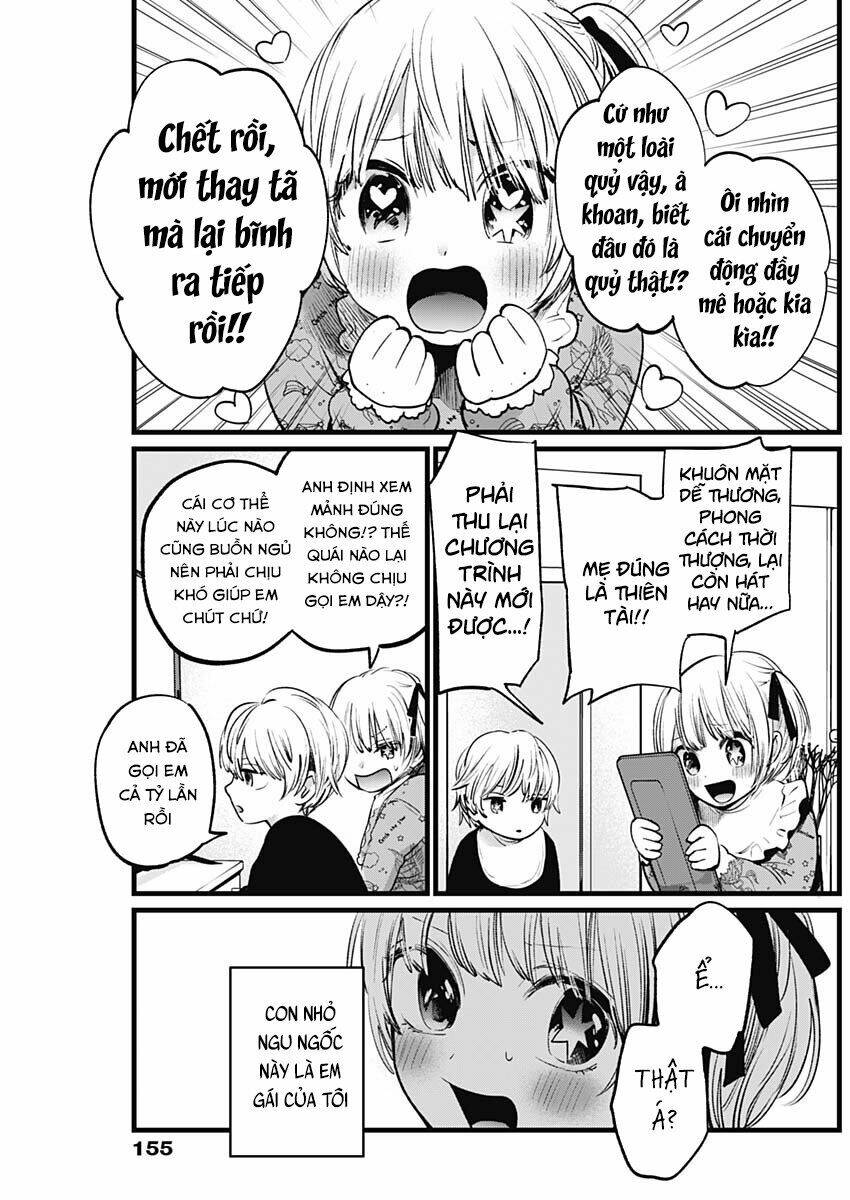 Ôi nhìn
cái chuyển
động đầy
mê hoặc kia
kìa!!
Cứ như
một loài
quỷ vậy, à
khoan, biết
đâu đó là
quỷ thật!?
Chết rồi,
mới thay tã
mà lại bĩnh
ra tiếp
rồi!!
KHUÔN MẶT
DỄ THƯƠNG,
PHONG
CÁCH THỜI
THƯỢNG, LẠI
CÒN HÁT
HAY NỮA...
MẸ ĐÚNG
LÀ THIÊN
TÀI!!
PHẢI
THU LẠI
CHƯƠNG
TRÌNH
NÀY MỚI
ĐƯỢC...!
ANH ĐỊNH XEM
MẢNH ĐÚNG
KHÔNG!? THẾ
QUÁI NÀO LẠI
KHÔNG CHỊU
GỌI EM DẬY?!
CÁI CƠ THỂ
NÀY LÚC NÀO
CŨNG BUỒN NGỦ
NÊN PHẢI CHỊU
KHÓ GIÚP EM
CHÚT CHỨ!
ANH ĐÃ
GỌI EM
CẢ TỶ LẦN
RỒI
Ể...
THẬT
Á?
CON NHỎ
NGU NGỐC
NÀY LÀ EM
GÁI CỦA TÔI
155